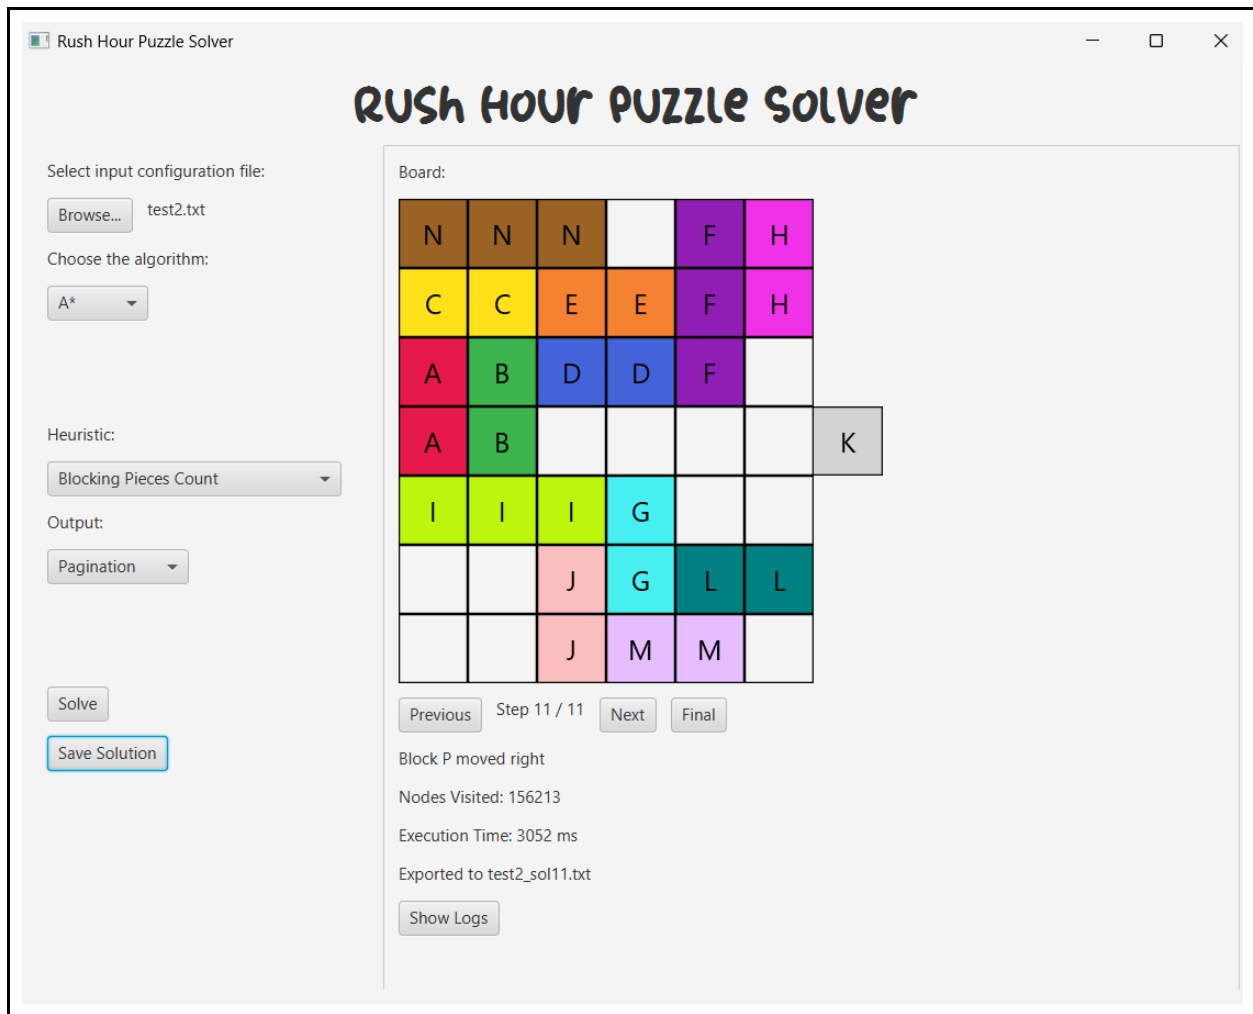 Rush Hour Puzzle Solver
Rush Hour Puzzle Solver
Select input configuration file:
Browse... test2.txt
Choose the algorithm:
A*
Heuristic:
Blocking Pieces Count
Output:
Pagination
Solve
Save Solution
Board:
N N N F H
C C E E F H
A B D D F
A B K
I I I G
J G L L
J M M
Previous Step 11 / 11 Next Final
Block P moved right
Nodes Visited: 156213
Execution Time: 3052 ms
Exported to test2_sol11.txt
Show Logs